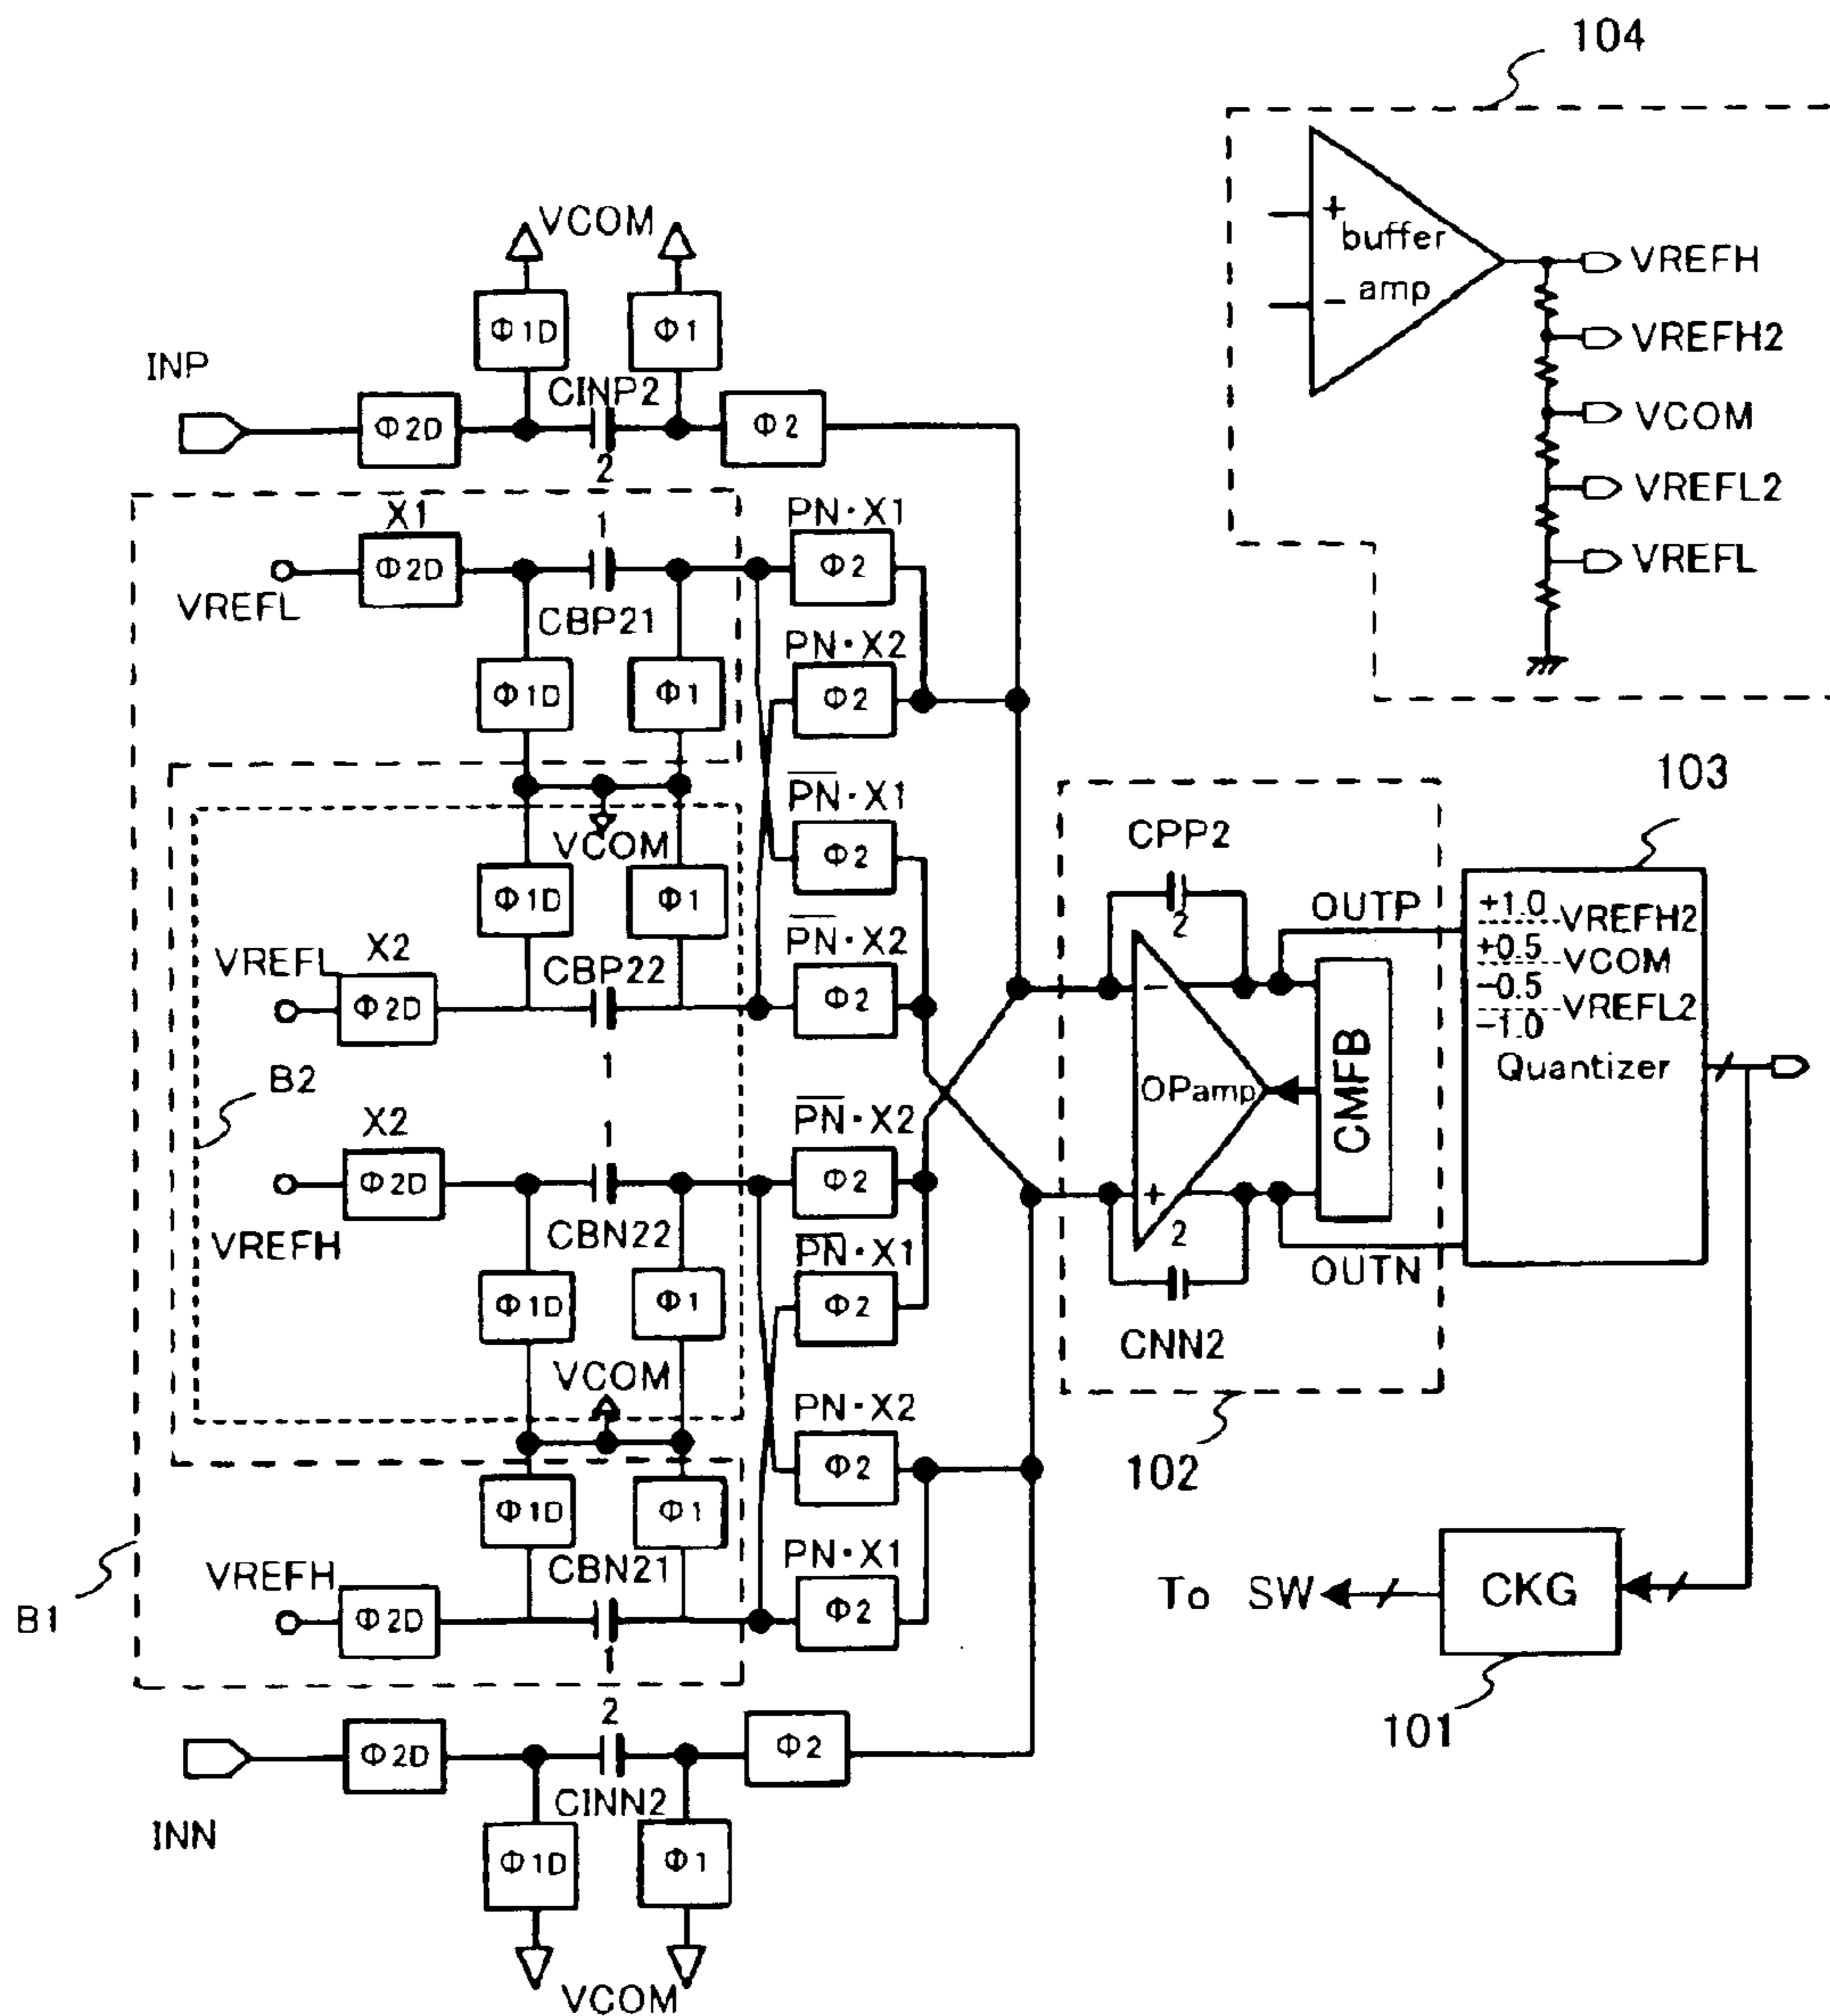 104
+
buffer
- amp
VREFH
VREFH2
VCOM
VREFL2
VREFL
VCOM
Φ1D
Φ1
INP
Φ2D
CINP2
2
Φ2
X1
Φ2D
1
VREFL
CBP21
PN·X1
Φ2
PN·X2
Φ2
Φ1D
Φ1
VCOM
P̅N̅·X1
Φ2
Φ1D
Φ1
P̅N̅·X2
Φ2
VREFL
X2
Φ2D
CBP22
1
B2
X2
Φ2D
VREFH
1
CBN22
P̅N̅·X2
Φ2
P̅N̅·X1
Φ2
Φ1D
Φ1
VCOM
PN·X2
Φ2
Φ1D
Φ1
PN·X1
Φ2
VREFH
Φ2D
CBN21
1
B1
2
Φ2D
Φ2
CINN2
INN
Φ1D
Φ1
VCOM
CPP2
2
-
OPamp
+
2
CNN2
CMFB
OUTP
OUTN
102
103
+1.0
VREFH2
+0.5
VCOM
-0.5
VREFL2
-1.0
Quantizer
To SW
CKG
101